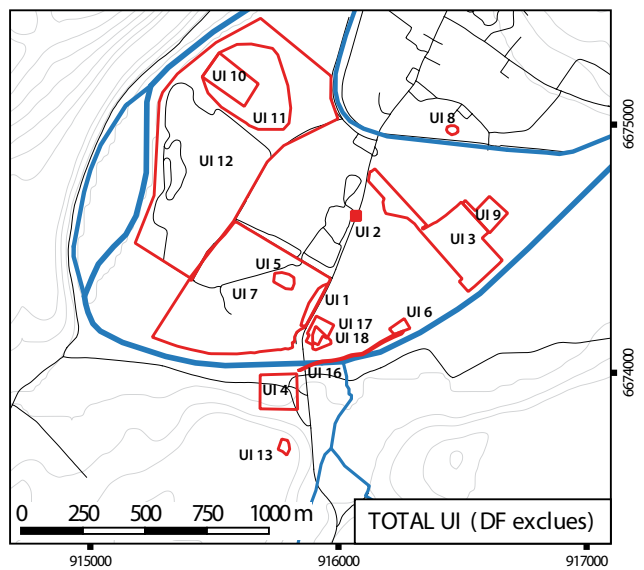 UI 10
UI 11
UI 8
6675000
UI 12
UI 9
UI 2
UI 3
UI 5
UI 7
UI 1
UI 6
UI 17
UI 18
UI 16
6674000
UI 4
UI 13
0 250 500 750 1000 m
TOTAL UI (DF exclues)
915000 916000 917000